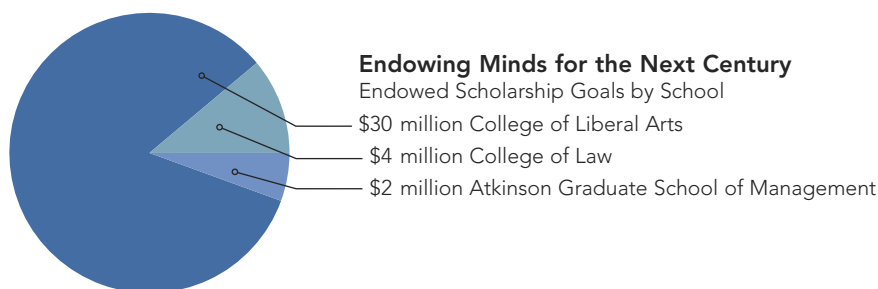 Endowing Minds for the Next Century
Endowed Scholarship Goals by School
$30 million College of Liberal Arts
$4 million College of Law
$2 million Atkinson Graduate School of Management